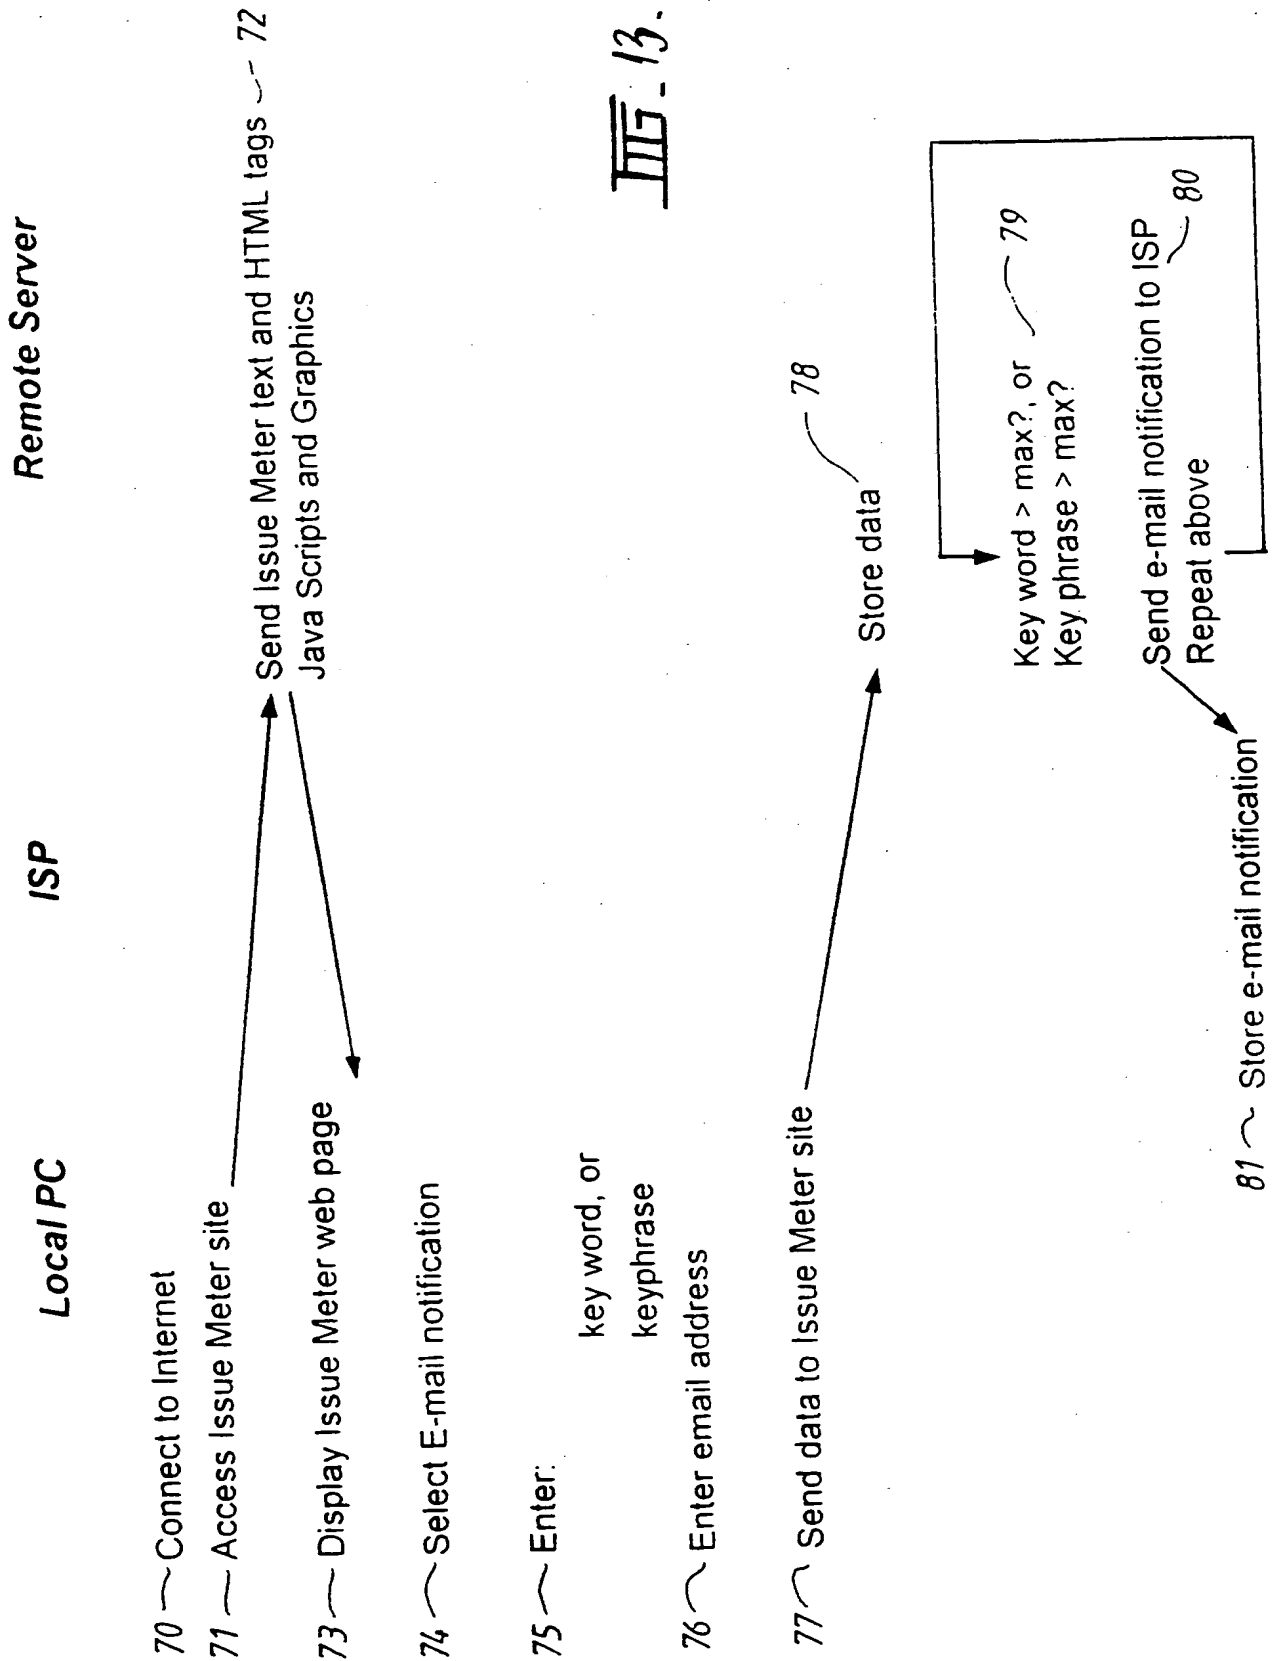 Local PC
ISP
Remote Server
70 Connect to Internet
71 Access Issue Meter site
Send Issue Meter text and HTML tags 72
Java Scripts and Graphics
73 Display Issue Meter web page
74 Select E-mail notification
75 Enter:
key word, or
keyphrase
76 Enter email address
77 Send data to Issue Meter site
78
Store data
Key word > max?, or 79
Key phrase > max?
Send e-mail notification to ISP 80
Repeat above
81 Store e-mail notification
FIG-13.